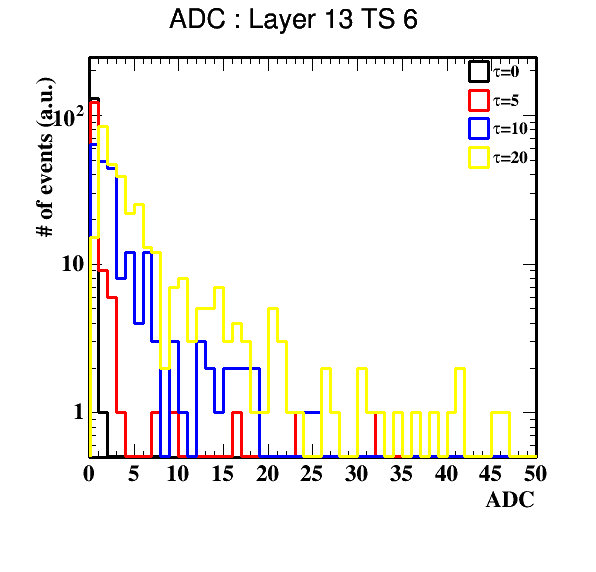 ADC : Layer 13 TS 6
# of events (a.u.)
10²
10
1
τ=0
τ=5
τ=10
τ=20
0 5 10 15 20 25 30 35 40 45 50
ADC